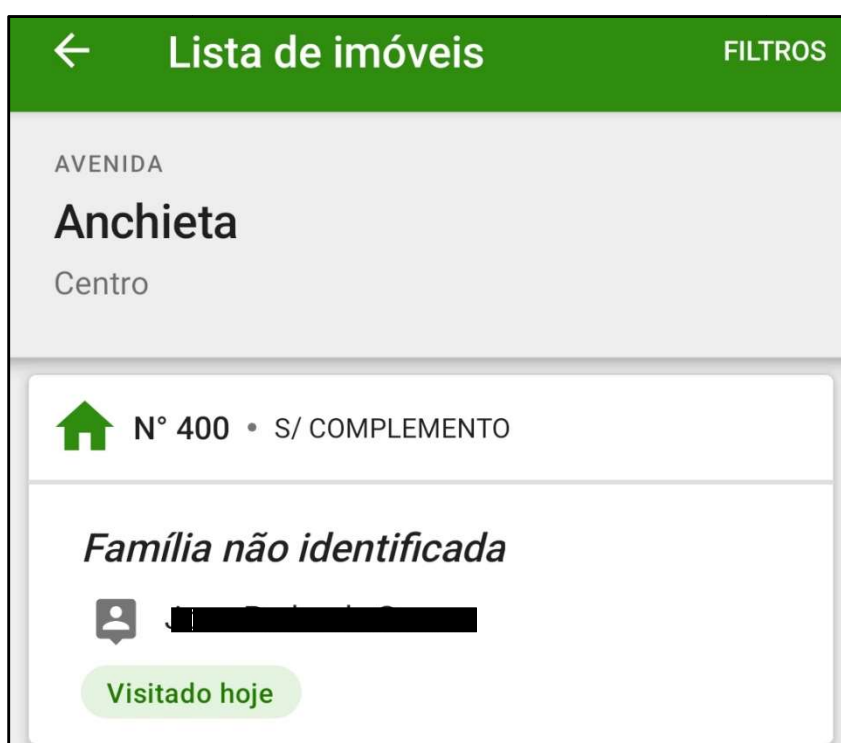 Lista de imóveis FILTROS
AVENIDA
Anchieta
Centro
N° 400 • S/ COMPLEMENTO
Família não identificada
Visitado hoje